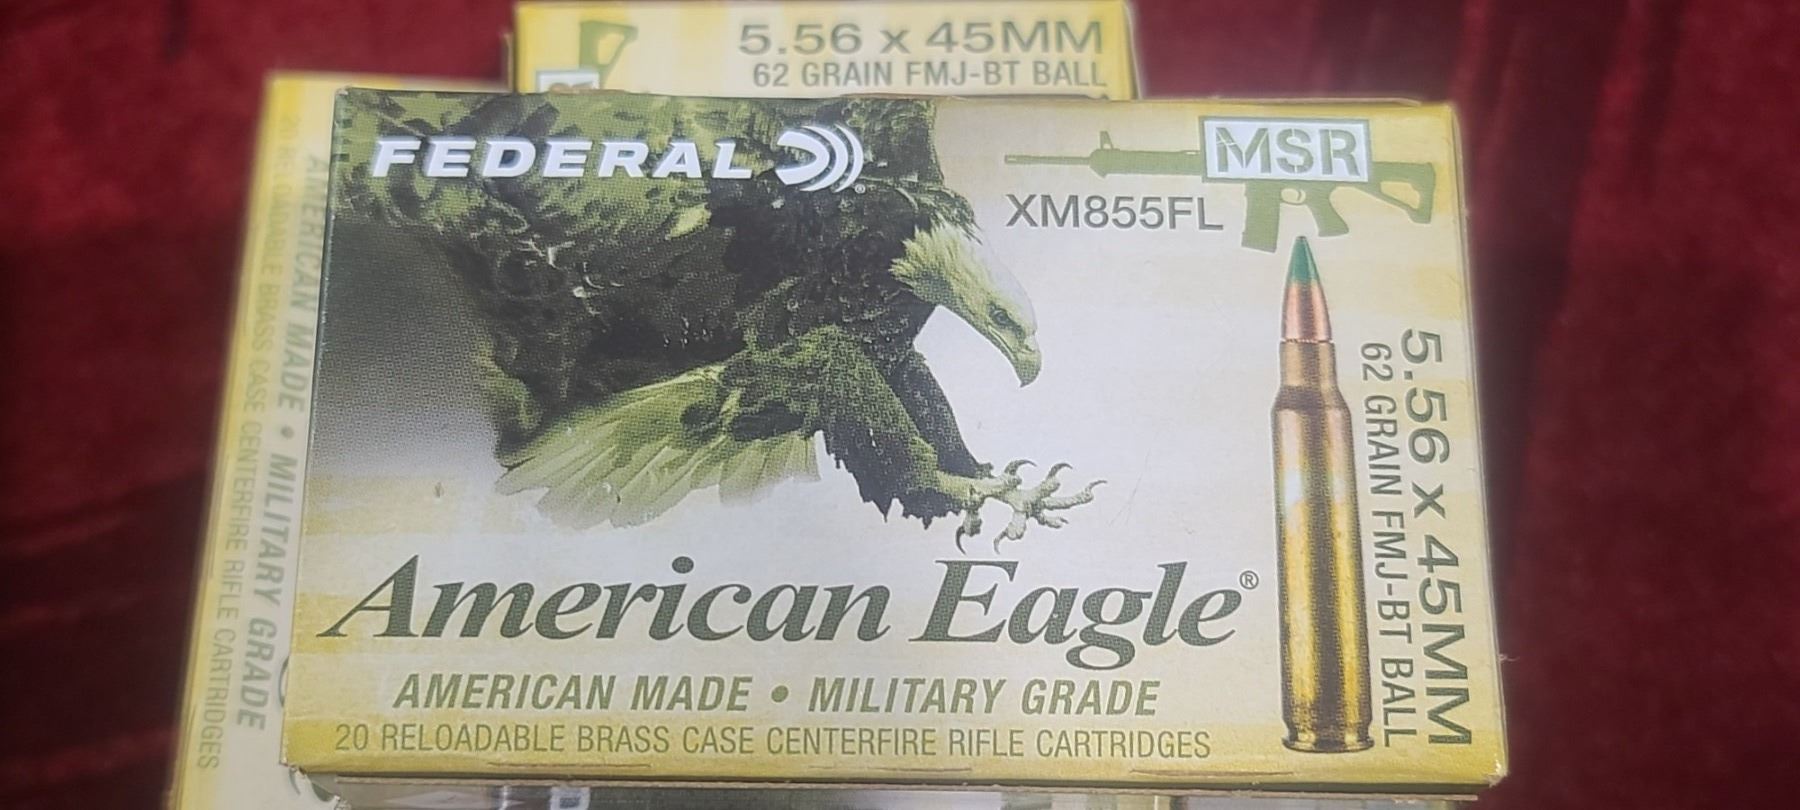 5.56 x 45MM
62 GRAIN FMJ-BT BALL
FEDERAL
MSR
XM855FL
5.56 x 45MM
62 GRAIN FMJ-BT BALL
American Eagle®
AMERICAN MADE • MILITARY GRADE
20 RELOADABLE BRASS CASE CENTERFIRE RIFLE CARTRIDGES
AMERICAN MADE • MILITARY GRADE
20 RELOADABLE BRASS CASE CENTERFIRE RIFLE CARTRIDGES